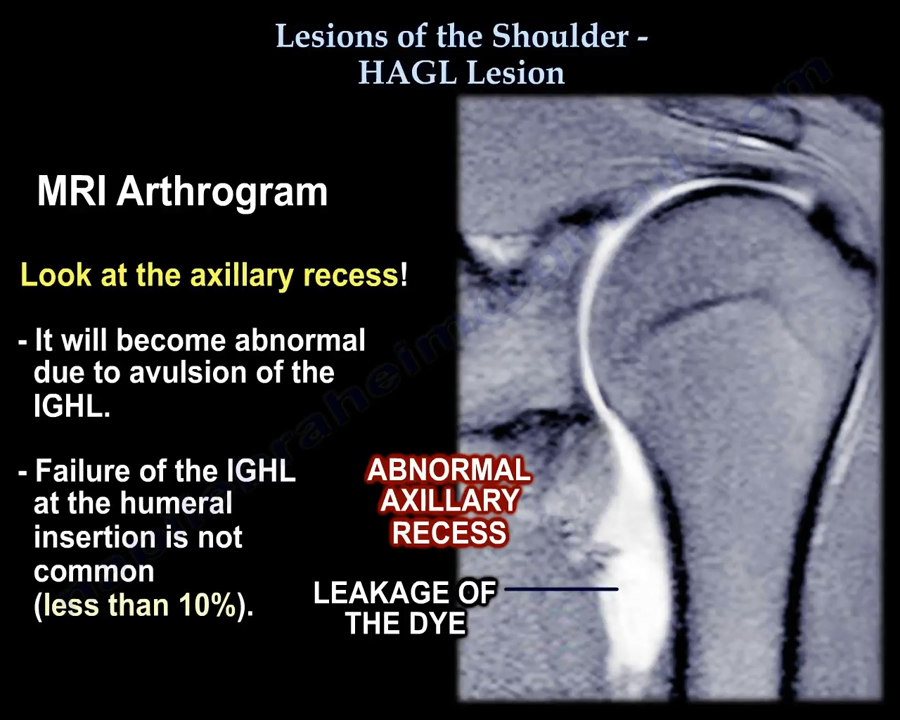 Lesions of the Shoulder -
HAGL Lesion
MRI Arthrogram
Look at the axillary recess!
- It will become abnormal
due to avulsion of the
IGHL.
- Failure of the IGHL
at the humeral
insertion is not
common
(less than 10%).
ABNORMAL
AXILLARY
RECESS
LEAKAGE OF
THE DYE